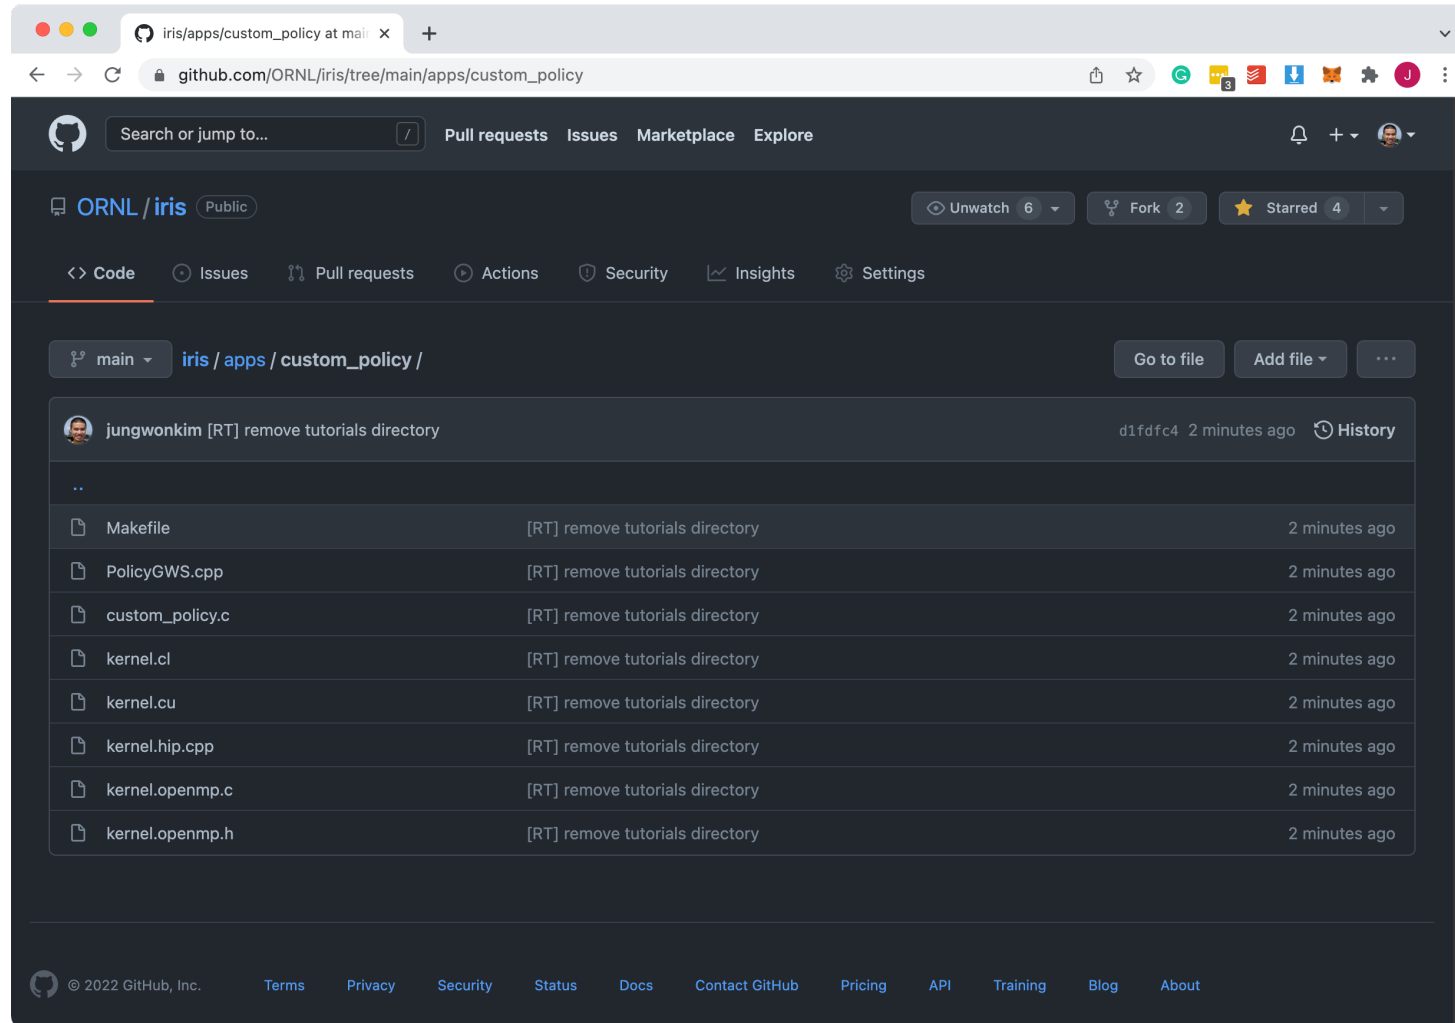 iris/apps/custom_policy at mai
github.com/ORNL/iris/tree/main/apps/custom_policy
3
J
Search or jump to... / Pull requests Issues Marketplace Explore
ORNL / iris Public Unwatch 6 Fork 2 Starred 4
Code Issues Pull requests Actions Security Insights Settings
main iris / apps / custom_policy / Go to file Add file ...
jungwonkim [RT] remove tutorials directory d1fdfc4 2 minutes ago History
..
Makefile [RT] remove tutorials directory 2 minutes ago
PolicyGWS.cpp [RT] remove tutorials directory 2 minutes ago
custom_policy.c [RT] remove tutorials directory 2 minutes ago
kernel.cl [RT] remove tutorials directory 2 minutes ago
kernel.cu [RT] remove tutorials directory 2 minutes ago
kernel.hip.cpp [RT] remove tutorials directory 2 minutes ago
kernel.openmp.c [RT] remove tutorials directory 2 minutes ago
kernel.openmp.h [RT] remove tutorials directory 2 minutes ago
© 2022 GitHub, Inc. Terms Privacy Security Status Docs Contact GitHub Pricing API Training Blog About